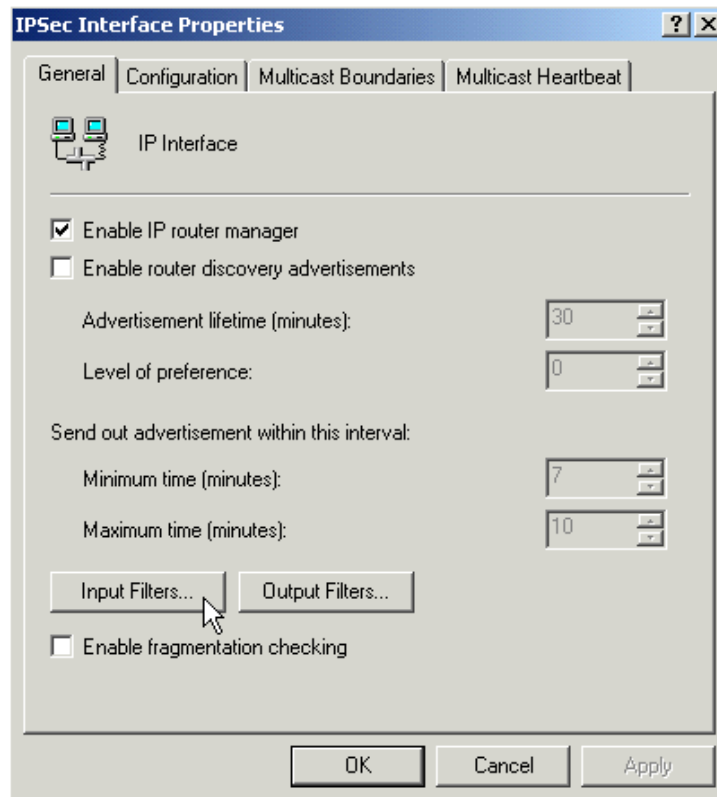 IPSec Interface Properties
?
General Configuration Multicast Boundaries Multicast Heartbeat
IP Interface
Enable IP router manager
Enable router discovery advertisements
Advertisement lifetime (minutes): 30
Level of preference: 0
Send out advertisement within this interval:
Minimum time (minutes): 7
Maximum time (minutes): 10
Input Filters... Output Filters...
Enable fragmentation checking
OK Cancel Apply